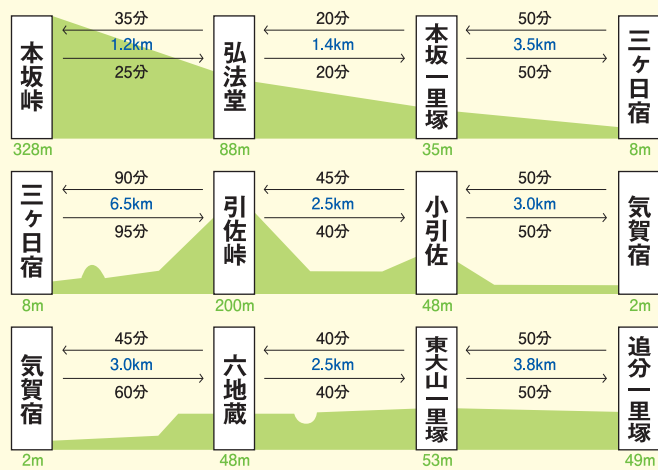 35分
1.2km
25分
20分
1.4km
20分
50分
3.5km
50分
本坂峠
弘法堂
本坂一里塚
三ヶ日宿
328m
88m
35m
8m
90分
6.5km
95分
45分
2.5km
40分
50分
3.0km
50分
三ヶ日宿
引佐峠
小引佐
気賀宿
8m
200m
48m
2m
45分
3.0km
60分
40分
2.5km
40分
50分
3.8km
50分
気賀宿
六地蔵
東大山一里塚
追分一里塚
2m
48m
53m
49m